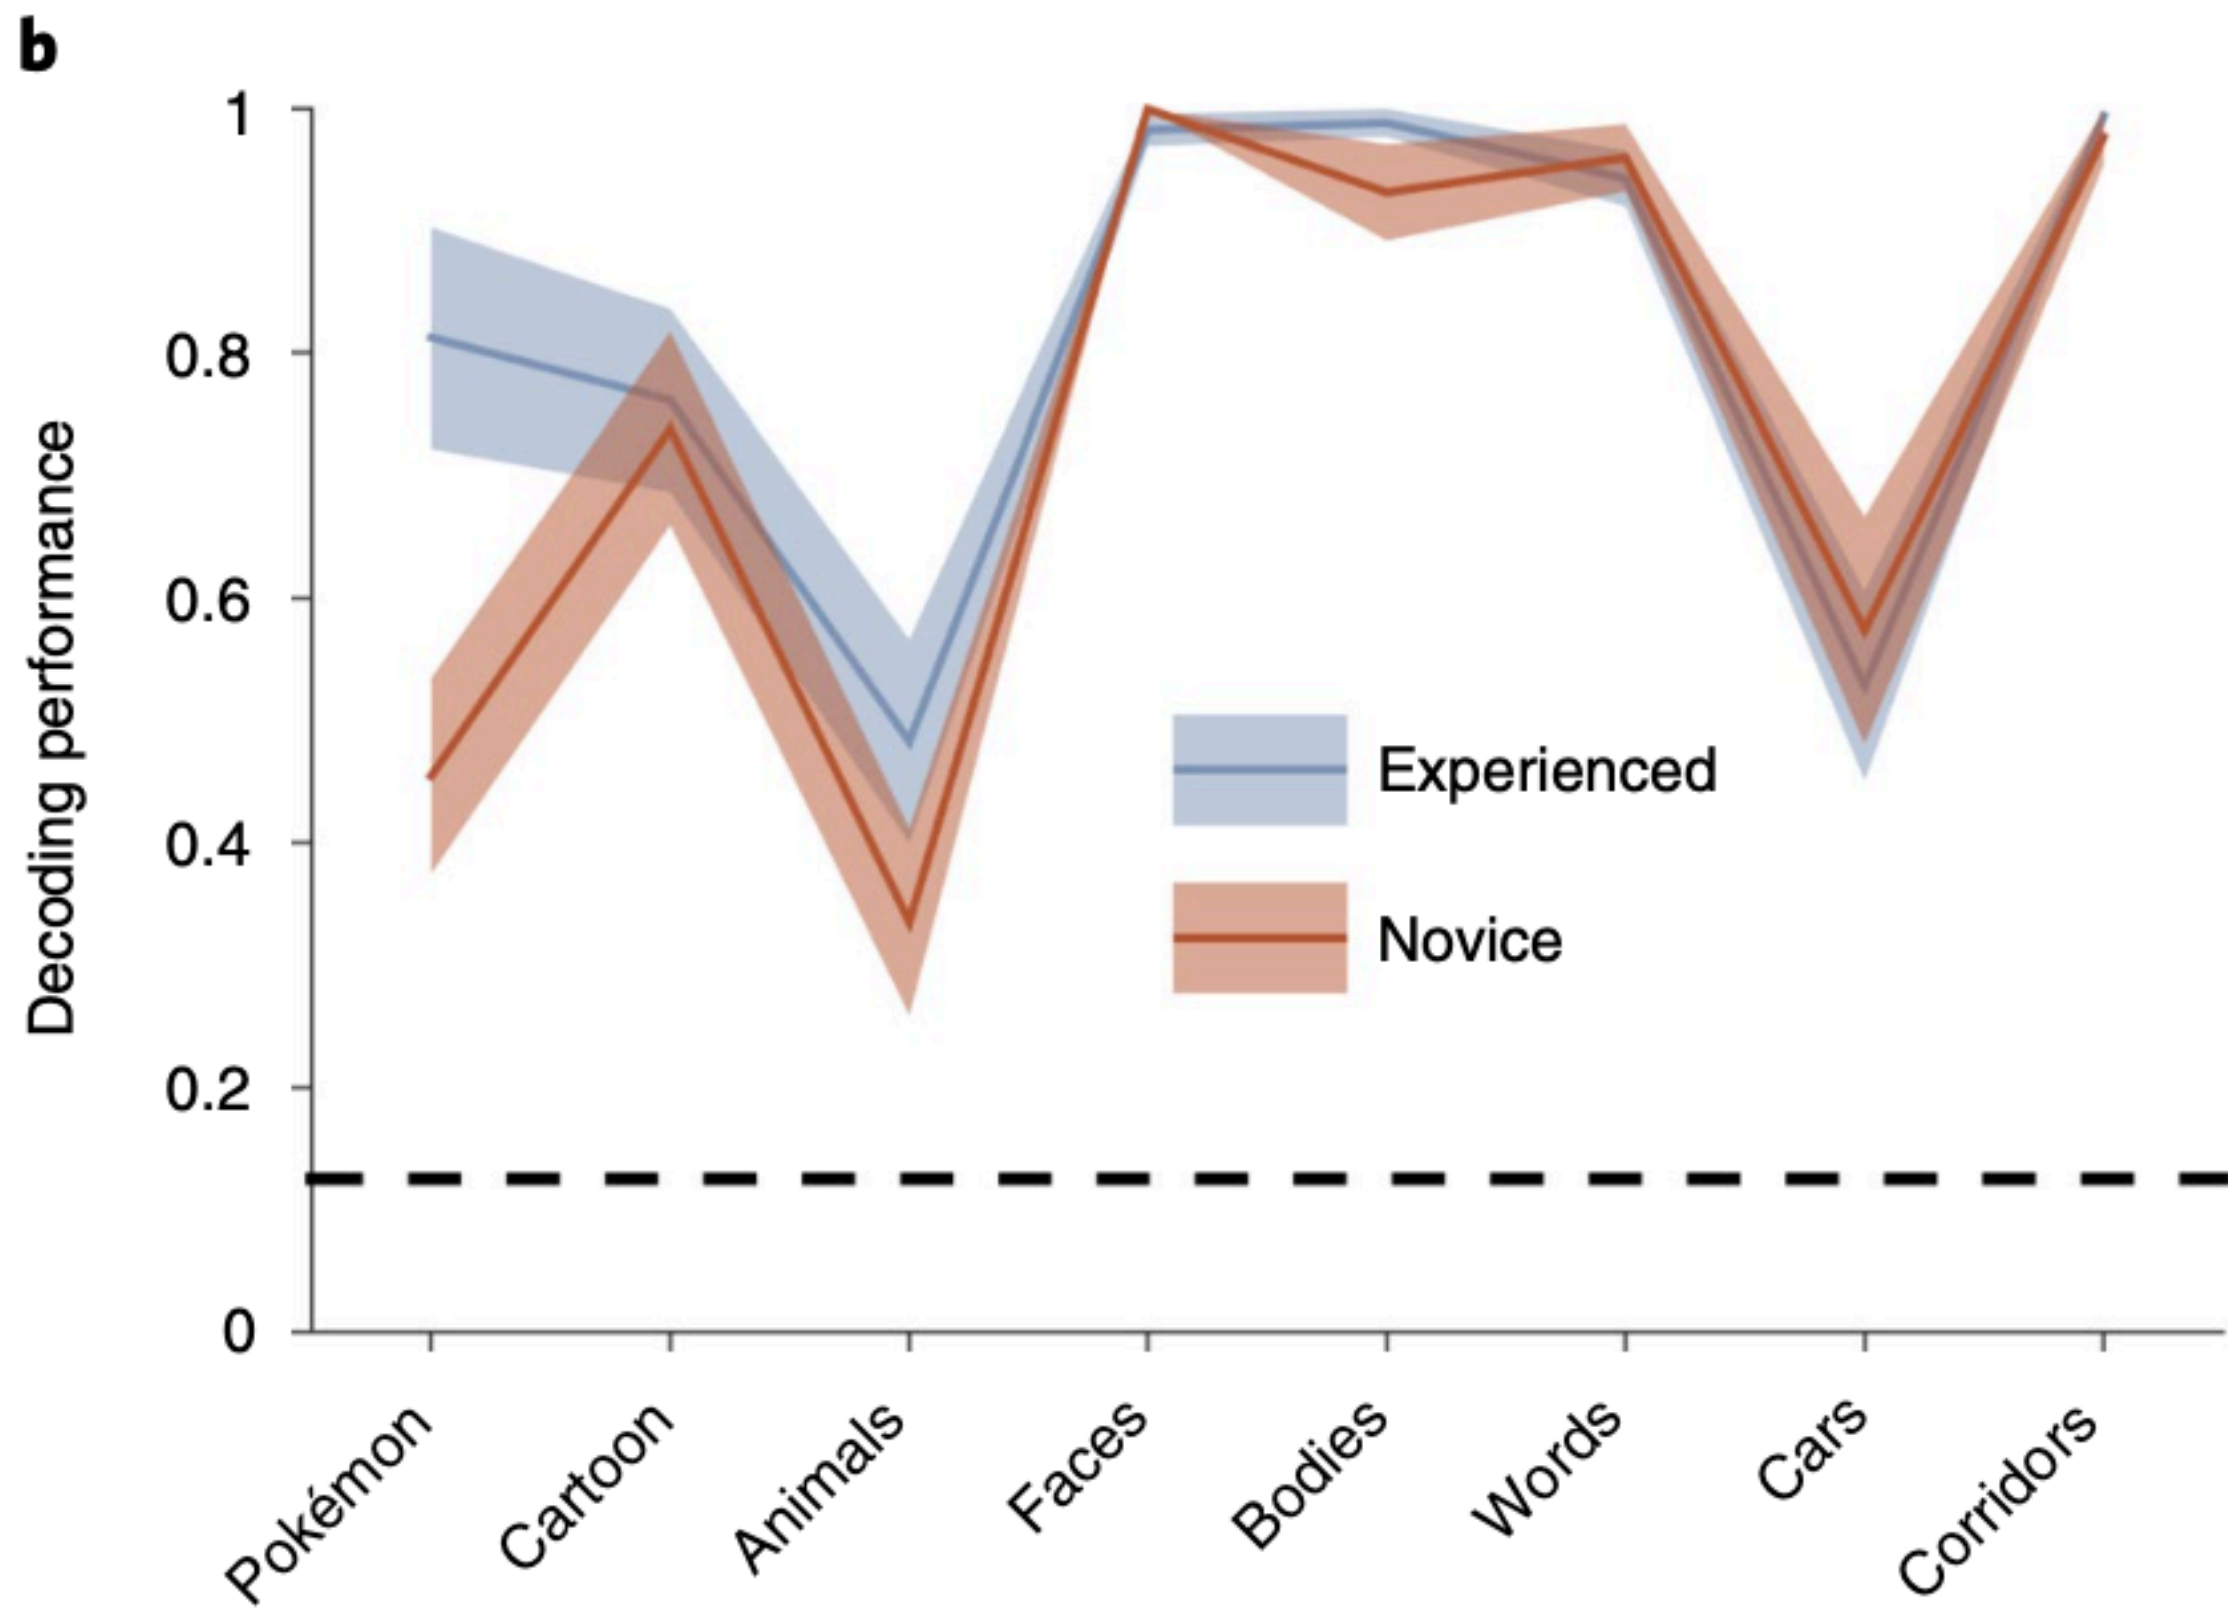 b
Decoding performance
1
0.8
0.6
0.4
0.2
0
Experienced
Novice
Pokémon
Cartoon
Animals
Faces
Bodies
Words
Cars
Corridors